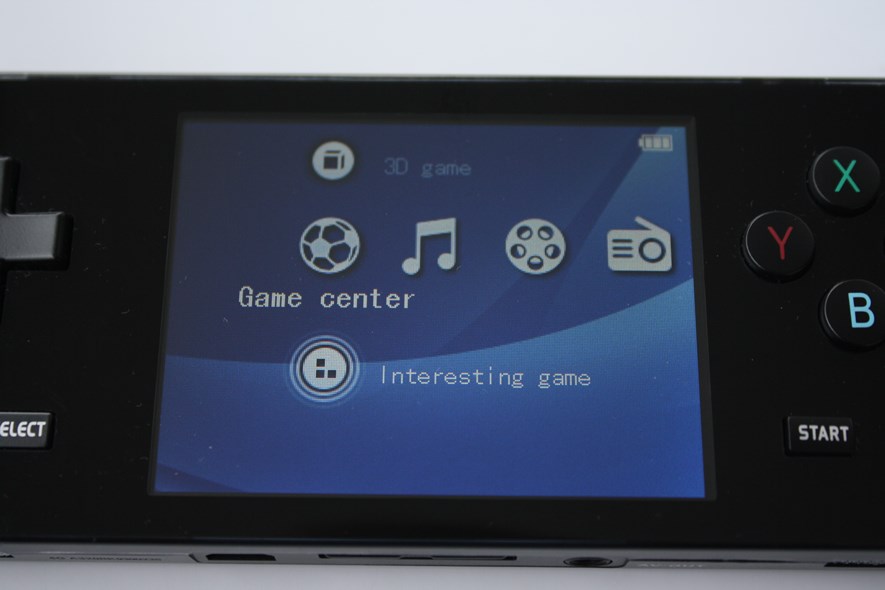 3D game
X
Y
Game center
B
Interesting game
ELECT
START